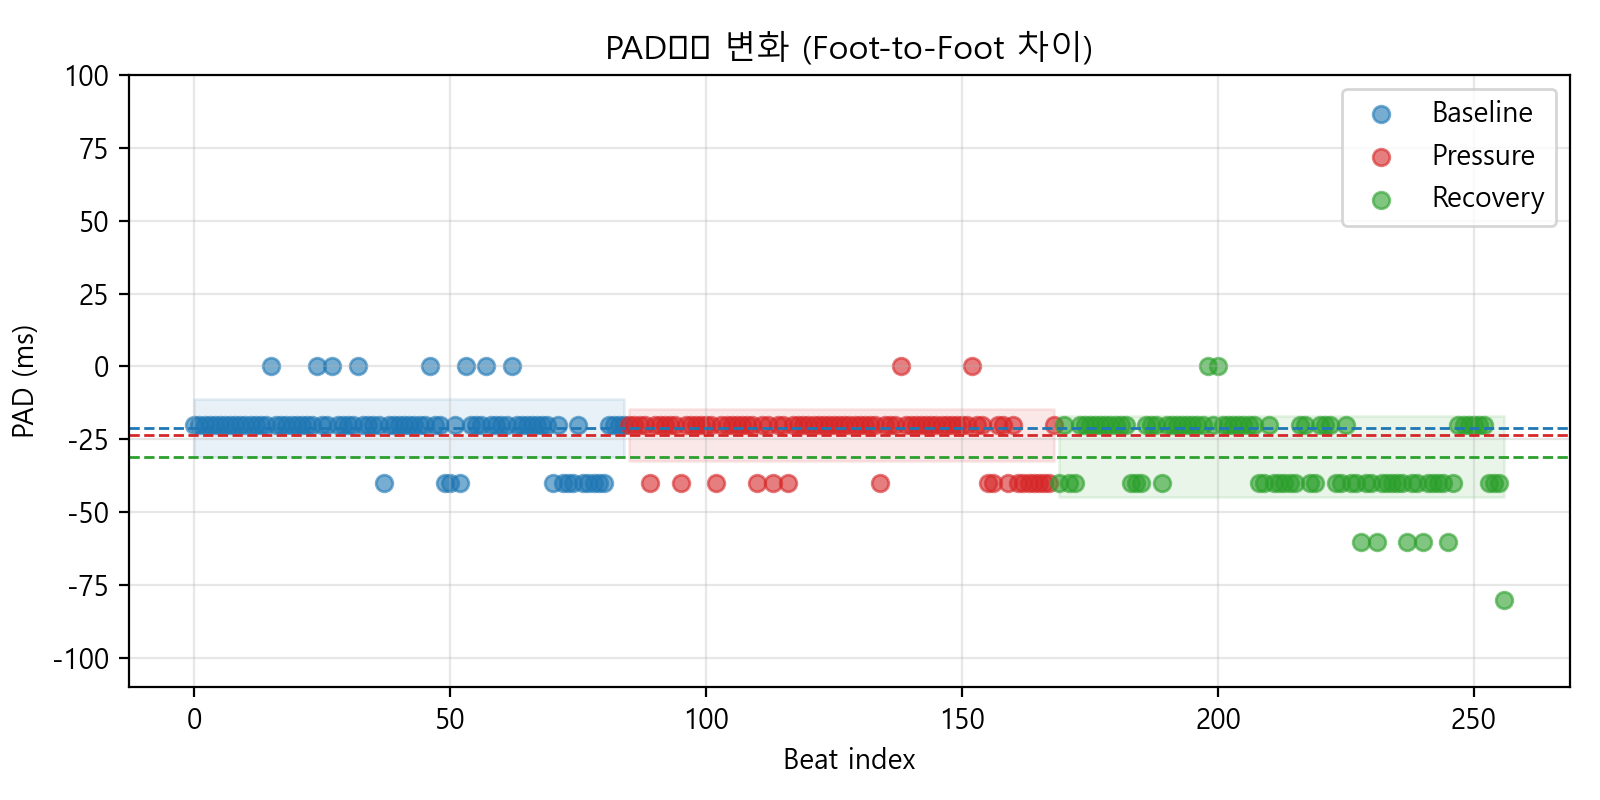 PAD▯▯ 변화 (Foot-to-Foot 차이)
100
75
50
25
0
-25
-50
-75
-100
PAD (ms)
Baseline
Pressure
Recovery
0 50 100 150 200 250
Beat index